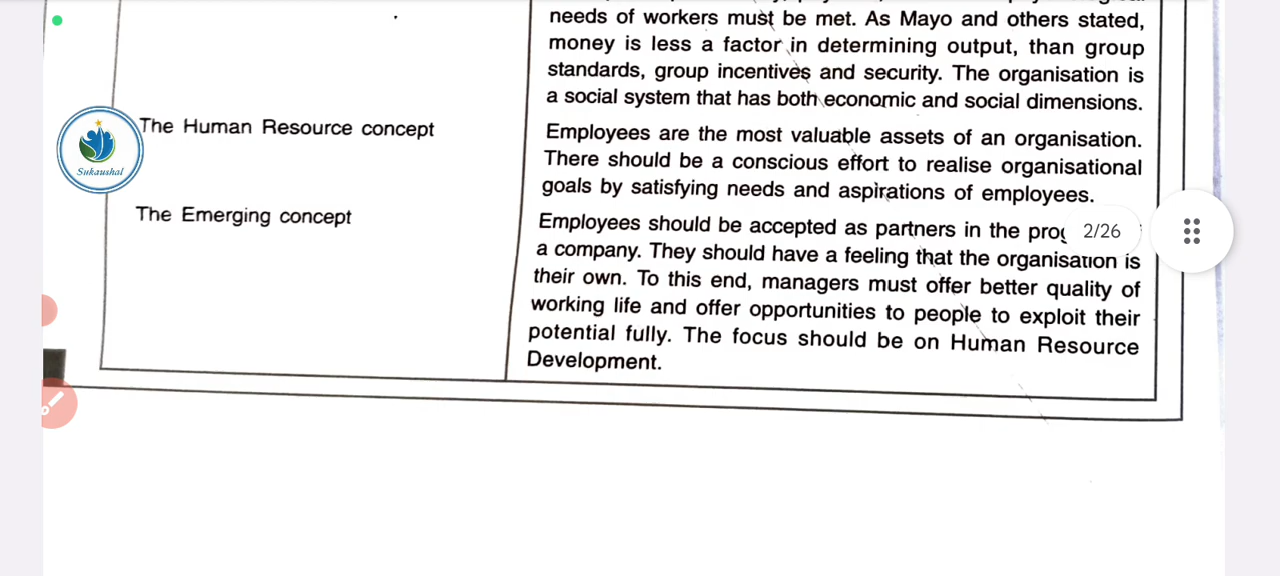 needs of workers must be met. As Mayo and others stated,
money is less a factor in determining output, than group
standards, group incentives and security. The organisation is
a social system that has both economic and social dimensions.
The Human Resource concept
Employees are the most valuable assets of an organisation.
There should be a conscious effort to realise organisational
goals by satisfying needs and aspirations of employees.
Sukaushal
The Emerging concept
Employees should be accepted as partners in the
2/26
a company. They should have a feeling that the organisation is
their own. To this end, managers must offer better quality of
working life and offer opportunities to people to exploit their
potential fully. The focus should be on Human Resource
Development.